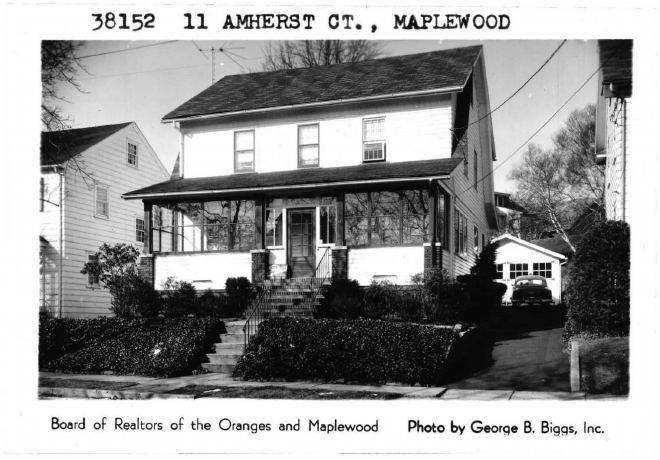 38152 11 AMHERST CT., MAPLEWOOD
Board of Realtors of the Oranges and Maplewood Photo by George B. Biggs, Inc.